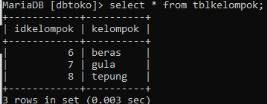 MariaDB [dbtoko]> select * from tblkelompok;
+------------+----------+
| idkelompok | kelompok |
+------------+----------+
|          6 | beras    |
|          7 | gula     |
|          8 | tepung   |
+------------+----------+
3 rows in set (0.003 sec)